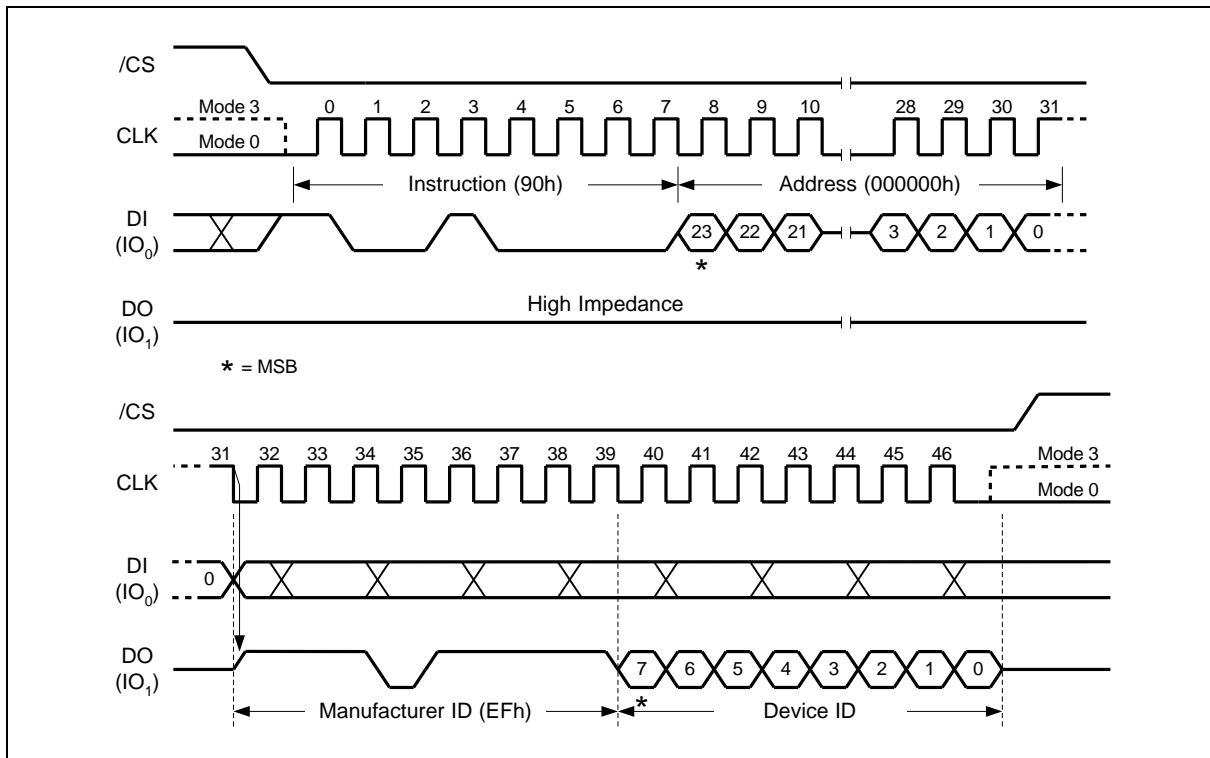 /CS
Mode 3
0 1 2 3 4 5 6 7 8 9 10 28 29 30 31
CLK
Mode 0
Instruction (90h) Address (000000h)
DI
(IO0)
23 22 21 3 2 1 0
*
High Impedance
DO
(IO1)
* = MSB
/CS
31 32 33 34 35 36 37 38 39 40 41 42 43 44 45 46
Mode 3
CLK
Mode 0
DI
(IO0)
0
DO
(IO1)
7 6 5 4 3 2 1 0
*
Manufacturer ID (EFh) Device ID